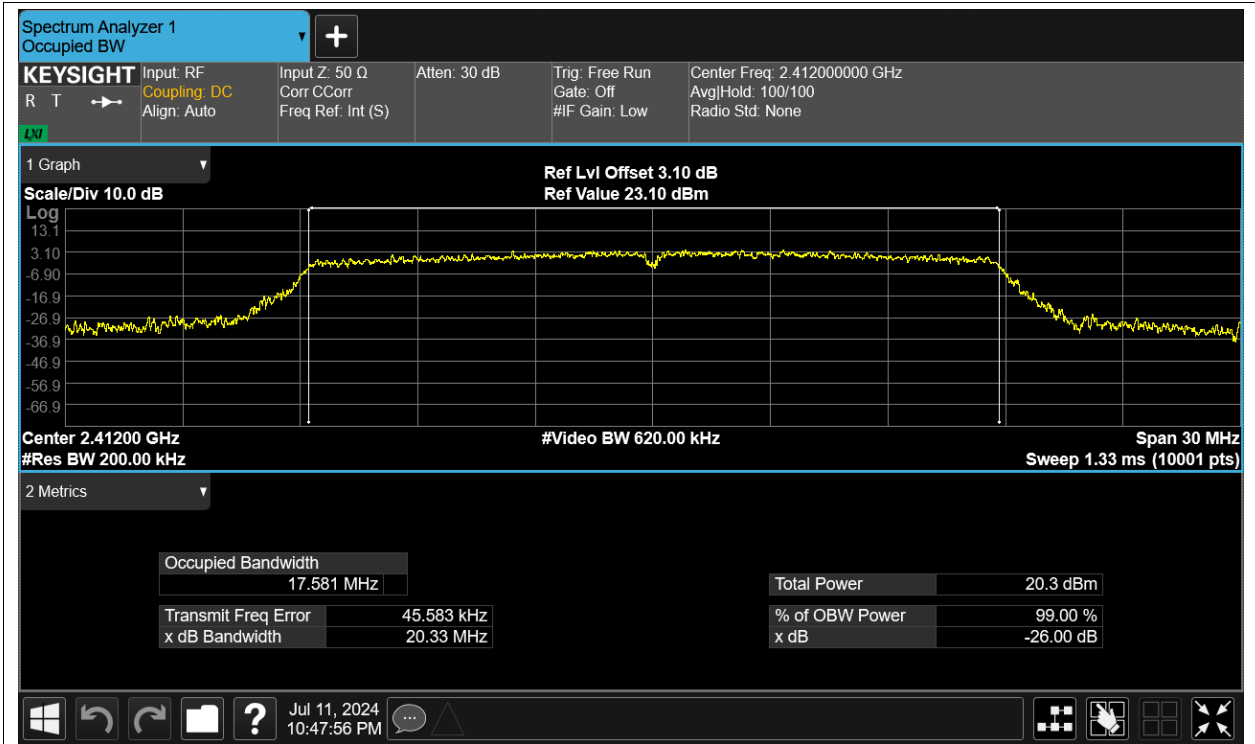 Spectrum Analyzer 1
Occupied BW
KEYSIGHT
R T
LXI
Input: RF
Coupling: DC
Align: Auto
Input Z: 50 Ω
Corr CCorr
Freq Ref: Int (S)
Atten: 30 dB
Trig: Free Run
Gate: Off
#IF Gain: Low
Center Freq: 2.412000000 GHz
Avg|Hold: 100/100
Radio Std: None
1 Graph
Scale/Div 10.0 dB
Ref Lvl Offset 3.10 dB
Ref Value 23.10 dBm
Log
13.1
3.10
-6.90
-16.9
-26.9
-36.9
-46.9
-56.9
-66.9
Center 2.41200 GHz
#Res BW 200.00 kHz
#Video BW 620.00 kHz
Span 30 MHz
Sweep 1.33 ms (10001 pts)
2 Metrics
Occupied Bandwidth
17.581 MHz
Transmit Freq Error 45.583 kHz
x dB Bandwidth 20.33 MHz
Total Power 20.3 dBm
% of OBW Power 99.00 %
x dB -26.00 dB
?
Jul 11, 2024
10:47:56 PM